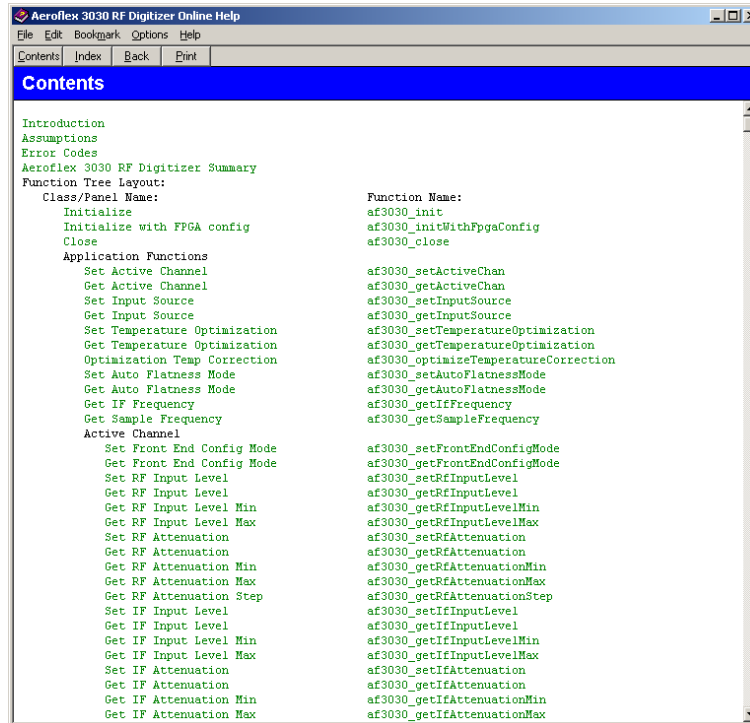 Aeroflex 3030 RF Digitizer Online Help
File Edit Bookmark Options Help
Contents Index Back Print
Contents
Introduction
Assumptions
Error Codes
Aeroflex 3030 RF Digitizer Summary
Function Tree Layout:
Class/Panel Name: Function Name:
Initialize af3030_init
Initialize with FPGA config af3030_initWithFpgaConfig
Close af3030_close
Application Functions
Set Active Channel af3030_setActiveChan
Get Active Channel af3030_getActiveChan
Set Input Source af3030_setInputSource
Get Input Source af3030_getInputSource
Set Temperature Optimization af3030_setTemperatureOptimization
Get Temperature Optimization af3030_getTemperatureOptimization
Optimization Temp Correction af3030_optimizeTemperatureCorrection
Set Auto Flatness Mode af3030_setAutoFlatnessMode
Get Auto Flatness Mode af3030_getAutoFlatnessMode
Get IF Frequency af3030_getIfFrequency
Get Sample Frequency af3030_getSampleFrequency
Active Channel
Set Front End Config Mode af3030_setFrontEndConfigMode
Get Front End Config Mode af3030_getFrontEndConfigMode
Set RF Input Level af3030_setRfInputLevel
Get RF Input Level af3030_getRfInputLevel
Get RF Input Level Min af3030_getRfInputLevelMin
Get RF Input Level Max af3030_getRfInputLevelMax
Set RF Attenuation af3030_setRfAttenuation
Get RF Attenuation af3030_getRfAttenuation
Get RF Attenuation Min af3030_getRfAttenuationMin
Get RF Attenuation Max af3030_getRfAttenuationMax
Get RF Attenuation Step af3030_getRfAttenuationStep
Set IF Input Level af3030_setIfInputLevel
Get IF Input Level af3030_getIfInputLevel
Get IF Input Level Min af3030_getIfInputLevelMin
Get IF Input Level Max af3030_getIfInputLevelMax
Set IF Attenuation af3030_setIfAttenuation
Get IF Attenuation af3030_getIfAttenuation
Get IF Attenuation Min af3030_getIfAttenuationMin
Get IF Attenuation Max af3030_getIfAttenuationMax